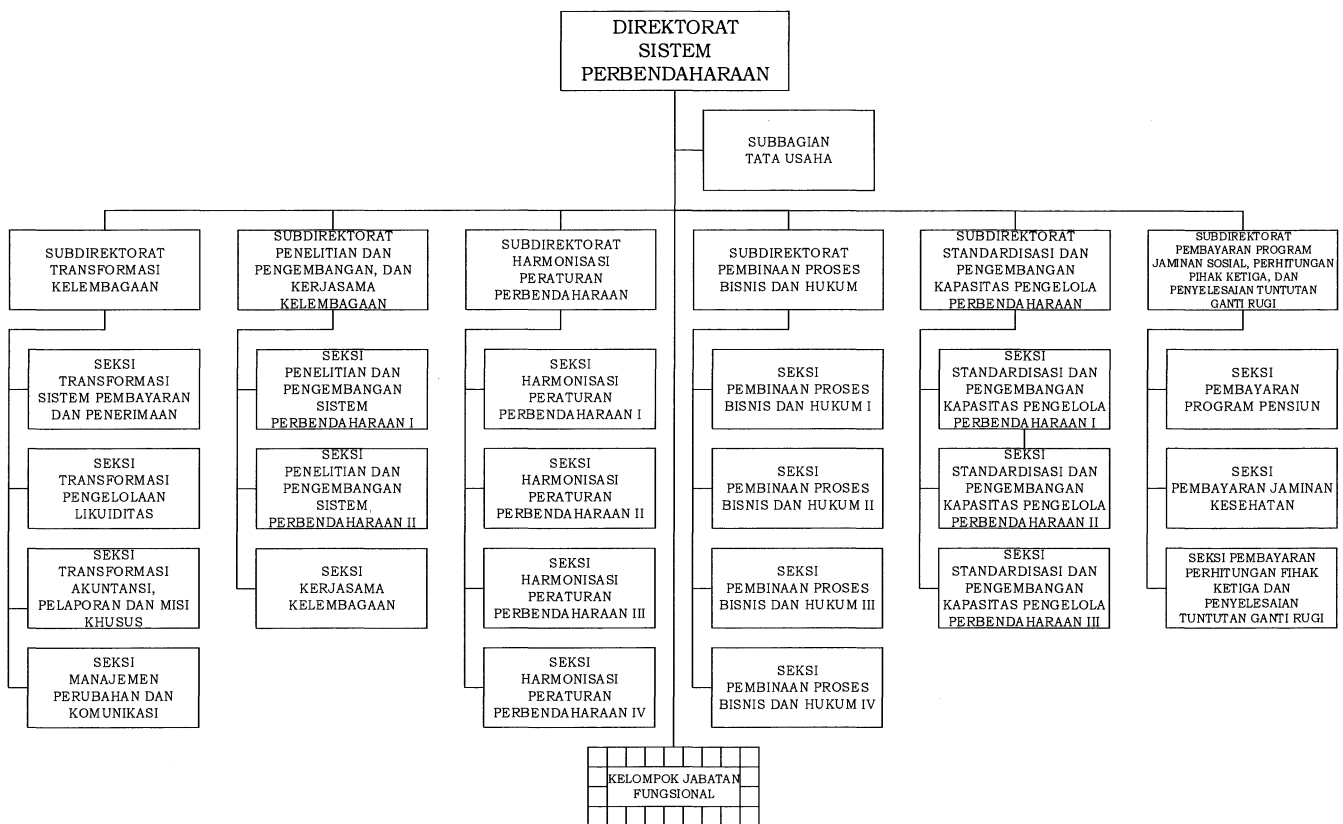 DIREKTORAT
SISTEM
PERBENDAHARAAN
SUBBAGIAN
TATA USAHA
SUBDIREKTORAT
TRANSFORMASI
KELEMBAGAAN
SEKSI
TRANSFORMASI
SISTEM PEMBAYARAN
DAN PENERIMAAN
SEKSI
TRANSFORMASI
PENGELOLAAN
LIKUIDITAS
SEKSI
TRANSFORMASI
AKUNTANSI,
PELAPORAN DAN MISI
KHUSUS
SEKSI
MANAJEMEN
PERUBAHAN DAN
KOMUNIKASI
SUBDIREKTORAT
PENELITIAN DAN
PENGEMBANGAN, DAN
KERJASAMA
KELEMBAGAAN
SEKSI
PENELITIAN DAN
PENGEMBANGAN
SISTEM
PERBENDAHARAAN I
SEKSI
PENELITIAN DAN
PENGEMBANGAN
SISTEM
PERBENDAHARAAN II
SEKSI
KERJASAMA
KELEMBAGAAN
SUBDIREKTORAT
HARMONISASI
PERATURAN
PERBENDAHARAAN
SEKSI
HARMONISASI
PERATURAN
PERBENDAHARAAN I
SEKSI
HARMONISASI
PERATURAN
PERBENDAHARAAN II
SEKSI
HARMONISASI
PERATURAN
PERBENDAHARAAN III
SEKSI
HARMONISASI
PERATURAN
PERBENDAHARAAN IV
SUBDIREKTORAT
PEMBINAAN PROSES
BISNIS DAN HUKUM
SEKSI
PEMBINAAN PROSES
BISNIS DAN HUKUM I
SEKSI
PEMBINAAN PROSES
BISNIS DAN HUKUM II
SEKSI
PEMBINAAN PROSES
BISNIS DAN HUKUM III
SEKSI
PEMBINAAN PROSES
BISNIS DAN HUKUM IV
SUBDIREKTORAT
STANDARDISASI DAN
PENGEMBANGAN
KAPASITAS PENGELOLA
PERBENDAHARAAN
SEKSI
STANDARDISASI DAN
PENGEMBANGAN
KAPASITAS PENGELOLA
PERBENDAHARAAN I
SEKSI
STANDARDISASI DAN
PENGEMBANGAN
KAPASITAS PENGELOLA
PERBENDAHARAAN II
SEKSI
STANDARDISASI DAN
PENGEMBANGAN
KAPASITAS PENGELOLA
PERBENDAHARAAN III
SUBDIREKTORAT
PEMBAYARAN PROGRAM
JAMINAN SOSIAL, PERHITUNGAN
PIHAK KETIGA, DAN
PENYELESAIAN TUNTUTAN
GANTI RUGI
SEKSI
PEMBAYARAN
PROGRAM PENSIUN
SEKSI
PEMBAYARAN JAMINAN
KESEHATAN
SEKSI PEMBAYARAN
PERHITUNGAN FIHAK
KETIGA DAN
PENYELESAIAN
TUNTUTAN GANTI RUGI
KELOMPOK JABATAN
FUNGSIONAL